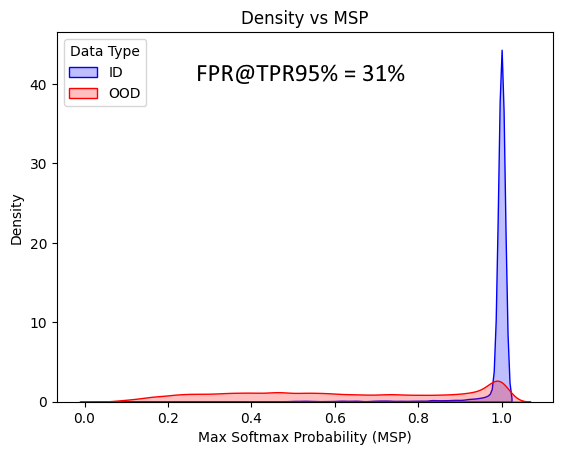 Density vs MSP
Data Type
ID
OOD
FPR@TPR95% = 31%
Density
40
30
20
10
0
0.0 0.2 0.4 0.6 0.8 1.0
Max Softmax Probability (MSP)